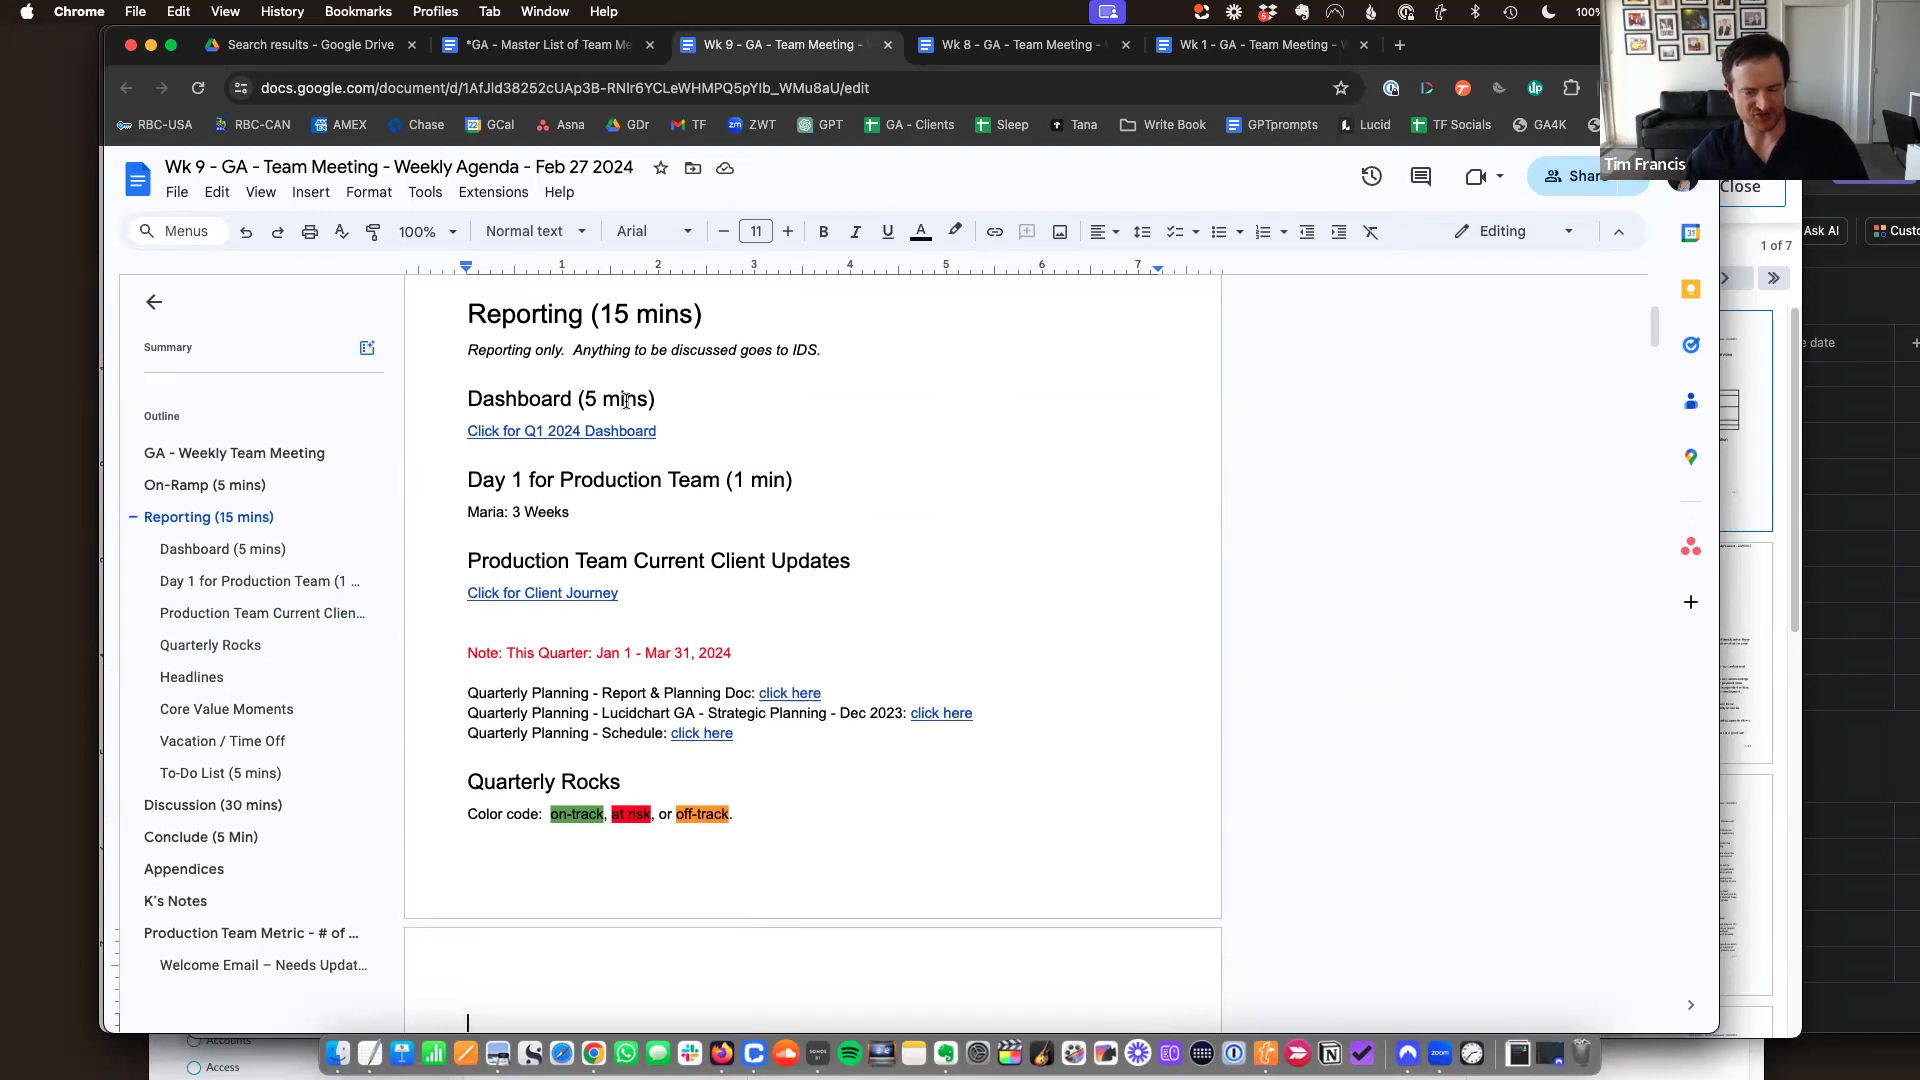 Chrome File Edit View History Bookmarks Profiles Tab Window Help
100%
Search results - Google Drive
*GA - Master List of Team Me
Wk 9 - GA - Team Meeting -
Wk 8 - GA - Team Meeting -
Wk 1 - GA - Team Meeting -
docs.google.com/document/d/1AfJld38252cUAp3B-RNlr6YCLeWHMPQ5pYlb_WMu8aU/edit
RBC-USA RBC-CAN AMEX Chase GCal Asna GDr TF ZWT GPT GA - Clients Sleep Tana Write Book GPTprompts Lucid TF Socials GA4K
Tim Francis
Wk 9 - GA - Team Meeting - Weekly Agenda - Feb 27 2024
File Edit View Insert Format Tools Extensions Help
Share
Close
Menus 100% Normal text Arial 11 Editing
Ask AI
1 of 7
1 2 3 4 5 6 7
Summary
Outline
GA - Weekly Team Meeting
On-Ramp (5 mins)
Reporting (15 mins)
Dashboard (5 mins)
Day 1 for Production Team (1 ...
Production Team Current Clien...
Quarterly Rocks
Headlines
Core Value Moments
Vacation / Time Off
To-Do List (5 mins)
Discussion (30 mins)
Conclude (5 Min)
Appendices
K's Notes
Production Team Metric - # of ...
Welcome Email – Needs Updat...
Reporting (15 mins)
Reporting only. Anything to be discussed goes to IDS.
Dashboard (5 mins)
Click for Q1 2024 Dashboard
Day 1 for Production Team (1 min)
Maria: 3 Weeks
Production Team Current Client Updates
Click for Client Journey
Note: This Quarter: Jan 1 - Mar 31, 2024
Quarterly Planning - Report & Planning Doc: click here
Quarterly Planning - Lucidchart GA - Strategic Planning - Dec 2023: click here
Quarterly Planning - Schedule: click here
Quarterly Rocks
Color code: on-track, at risk, or off-track.
e date
Accounts
Access